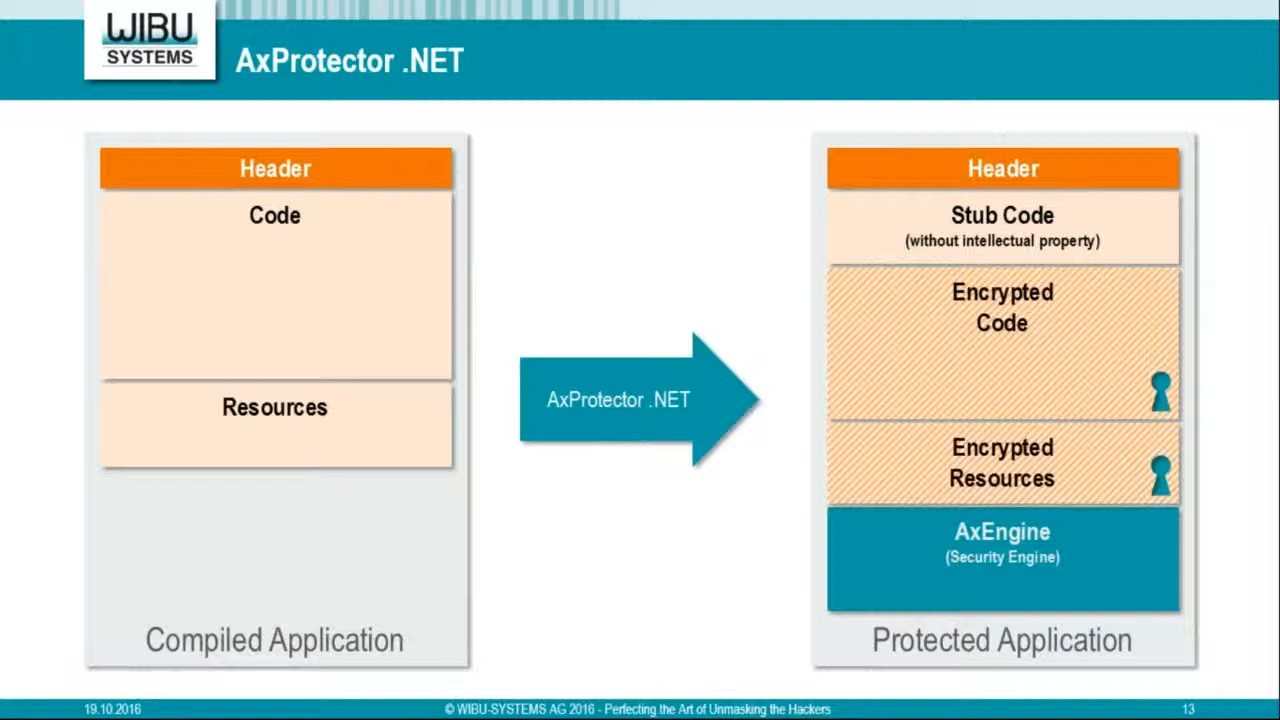 WIBU
SYSTEMS
AxProtector .NET
Header
Code
Resources
Compiled Application
AxProtector .NET
Header
Stub Code
(without intellectual property)
Encrypted
Code
Encrypted
Resources
AxEngine
(Security Engine)
Protected Application
19.10.2016
© WIBU-SYSTEMS AG 2016 - Perfecting the Art of Unmasking the Hackers
13